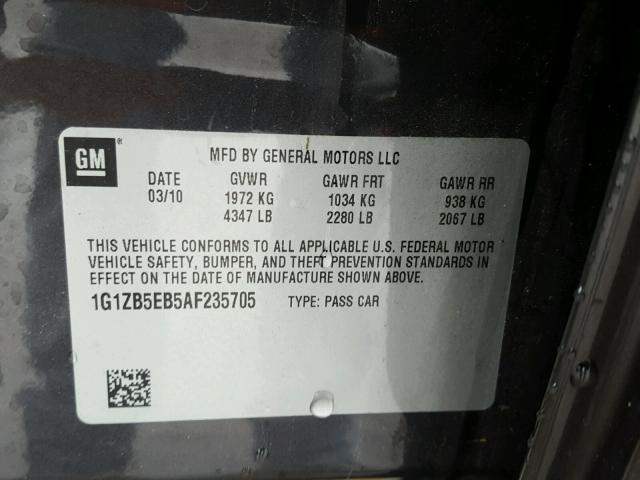 GM
MFD BY GENERAL MOTORS LLC
DATE GVWR GAWR FRT GAWR RR
03/10 1972 KG 1034 KG 938 KG
4347 LB 2280 LB 2067 LB
THIS VEHICLE CONFORMS TO ALL APPLICABLE U.S. FEDERAL MOTOR
VEHICLE SAFETY, BUMPER, AND THEFT PREVENTION STANDARDS IN
EFFECT ON THE DATE OF MANUFACTURE SHOWN ABOVE.
1G1ZB5EB5AF235705 TYPE: PASS CAR